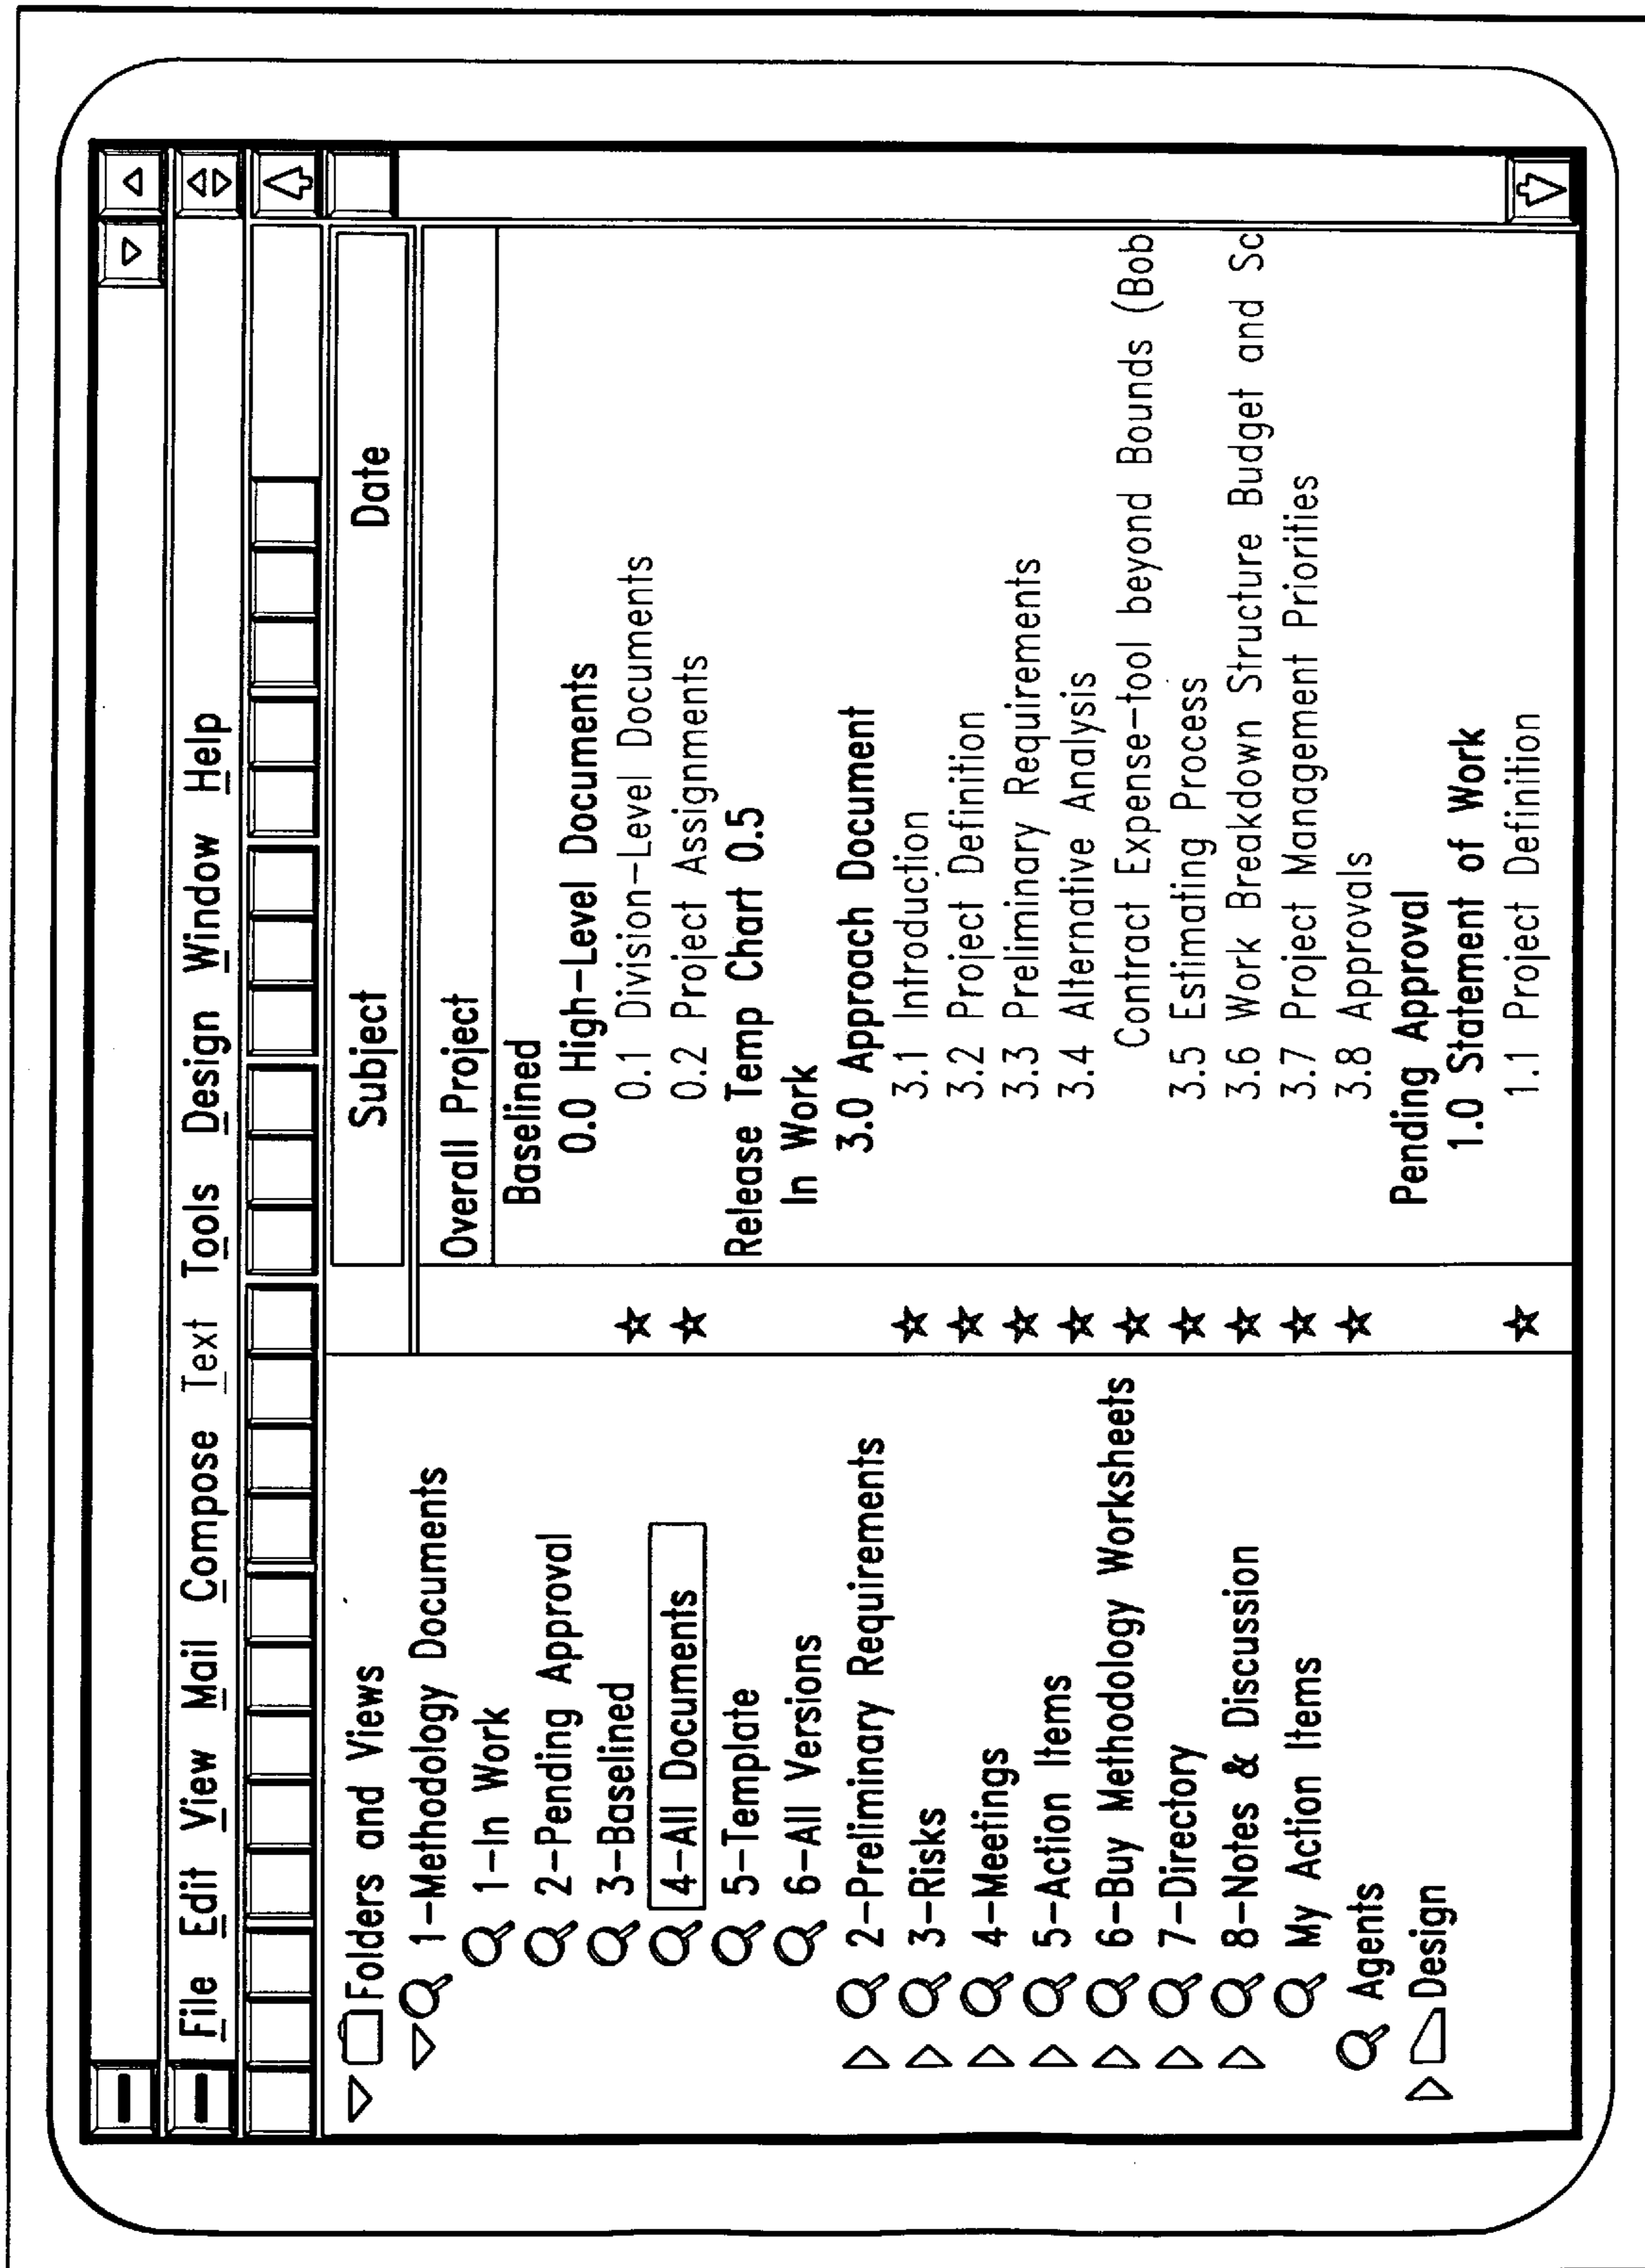 File Edit View Mail Compose Text Tools Design Window Help
Folders and Views
1-Methodology Documents
1-In Work
2-Pending Approval
3-Baselined
4-All Documents
5-Template
6-All Versions
2-Preliminary Requirements
3-Risks
4-Meetings
5-Action Items
6-Buy Methodology Worksheets
7-Directory
8-Notes & Discussion
My Action Items
Agents
Design
Subject Date
Overall Project
Baselined
0.0 High-Level Documents
0.1 Division-Level Documents
0.2 Project Assignments
Release Temp Chart 0.5
In Work
3.0 Approach Document
3.1 Introduction
3.2 Project Definition
3.3 Preliminary Requirements
3.4 Alternative Analysis
Contract Expense-tool beyond Bounds (Bob
3.5 Estimating Process
3.6 Work Breakdown Structure Budget and Sc
3.7 Project Management Priorities
3.8 Approvals
Pending Approval
1.0 Statement of Work
1.1 Project Definition